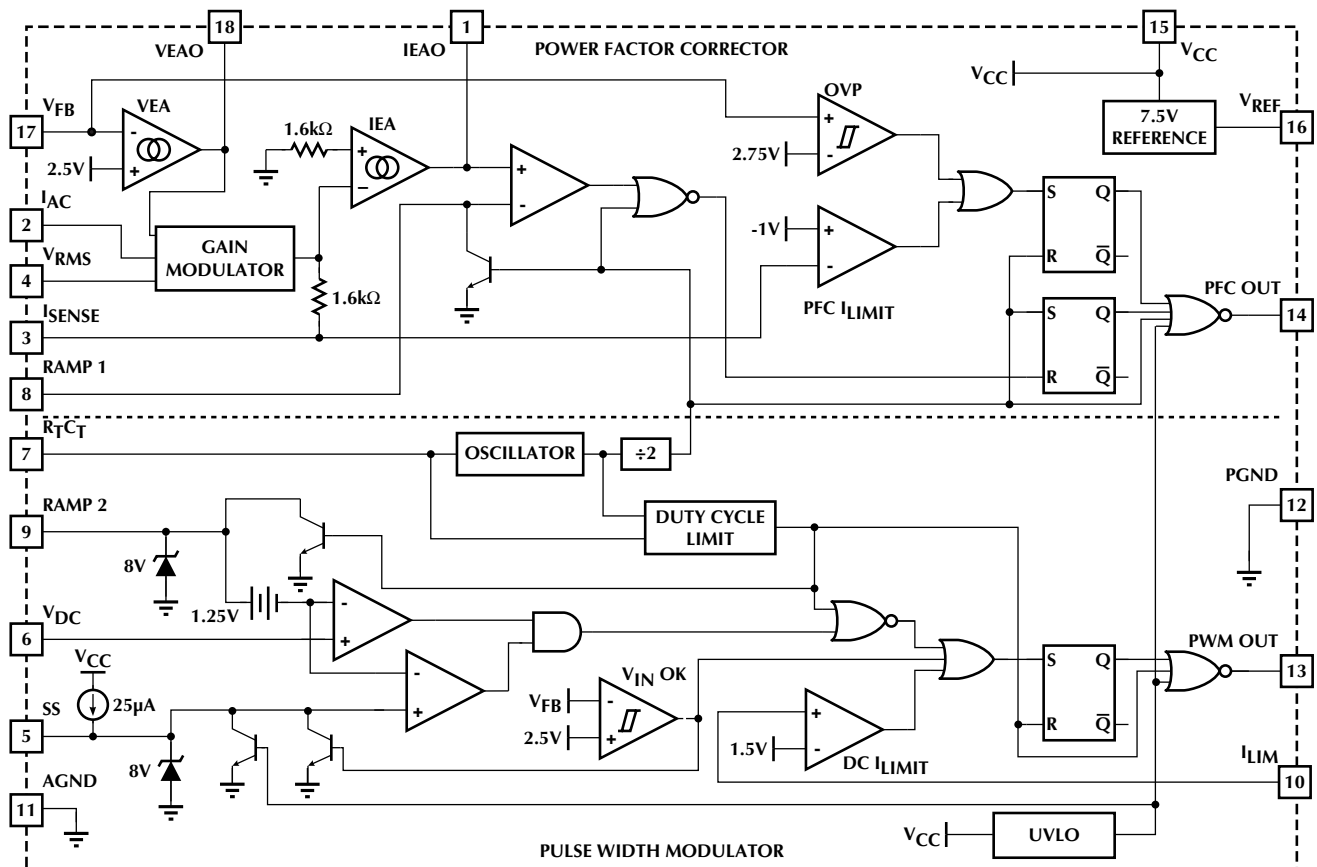 18
1
15
VEAO
IEAO
POWER FACTOR CORRECTOR
VCC
VCC
VFB
VEA
OVP
VREF
17
-
+
2.5V
1.6kΩ
IEA
+
−
+
-
2.75V
7.5V
REFERENCE
16
IAC
2
GAIN
MODULATOR
+
-
-1V
+
-
S
Q
R
Q̅
VRMS
4
1.6kΩ
PFC ILIMIT
PFC OUT
ISENSE
3
S
Q
R
Q̅
14
RAMP 1
8
RTCT
7
OSCILLATOR
÷2
PGND
RAMP 2
9
DUTY CYCLE
LIMIT
12
8V
1.25V
-
+
VDC
6
VCC
25µA
-
+
VIN OK
VFB
-
2.5V
+
S
Q
R
Q̅
PWM OUT
13
SS
5
8V
+
-
1.5V
DC ILIMIT
ILIM
10
AGND
11
VCC
UVLO
PULSE WIDTH MODULATOR